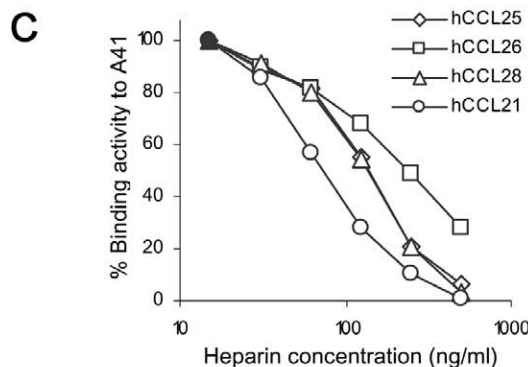 C
hCCL25
hCCL26
hCCL28
hCCL21
% Binding activity to A41
100
80
60
40
20
0
10
100
1000
Heparin concentration (ng/ml)